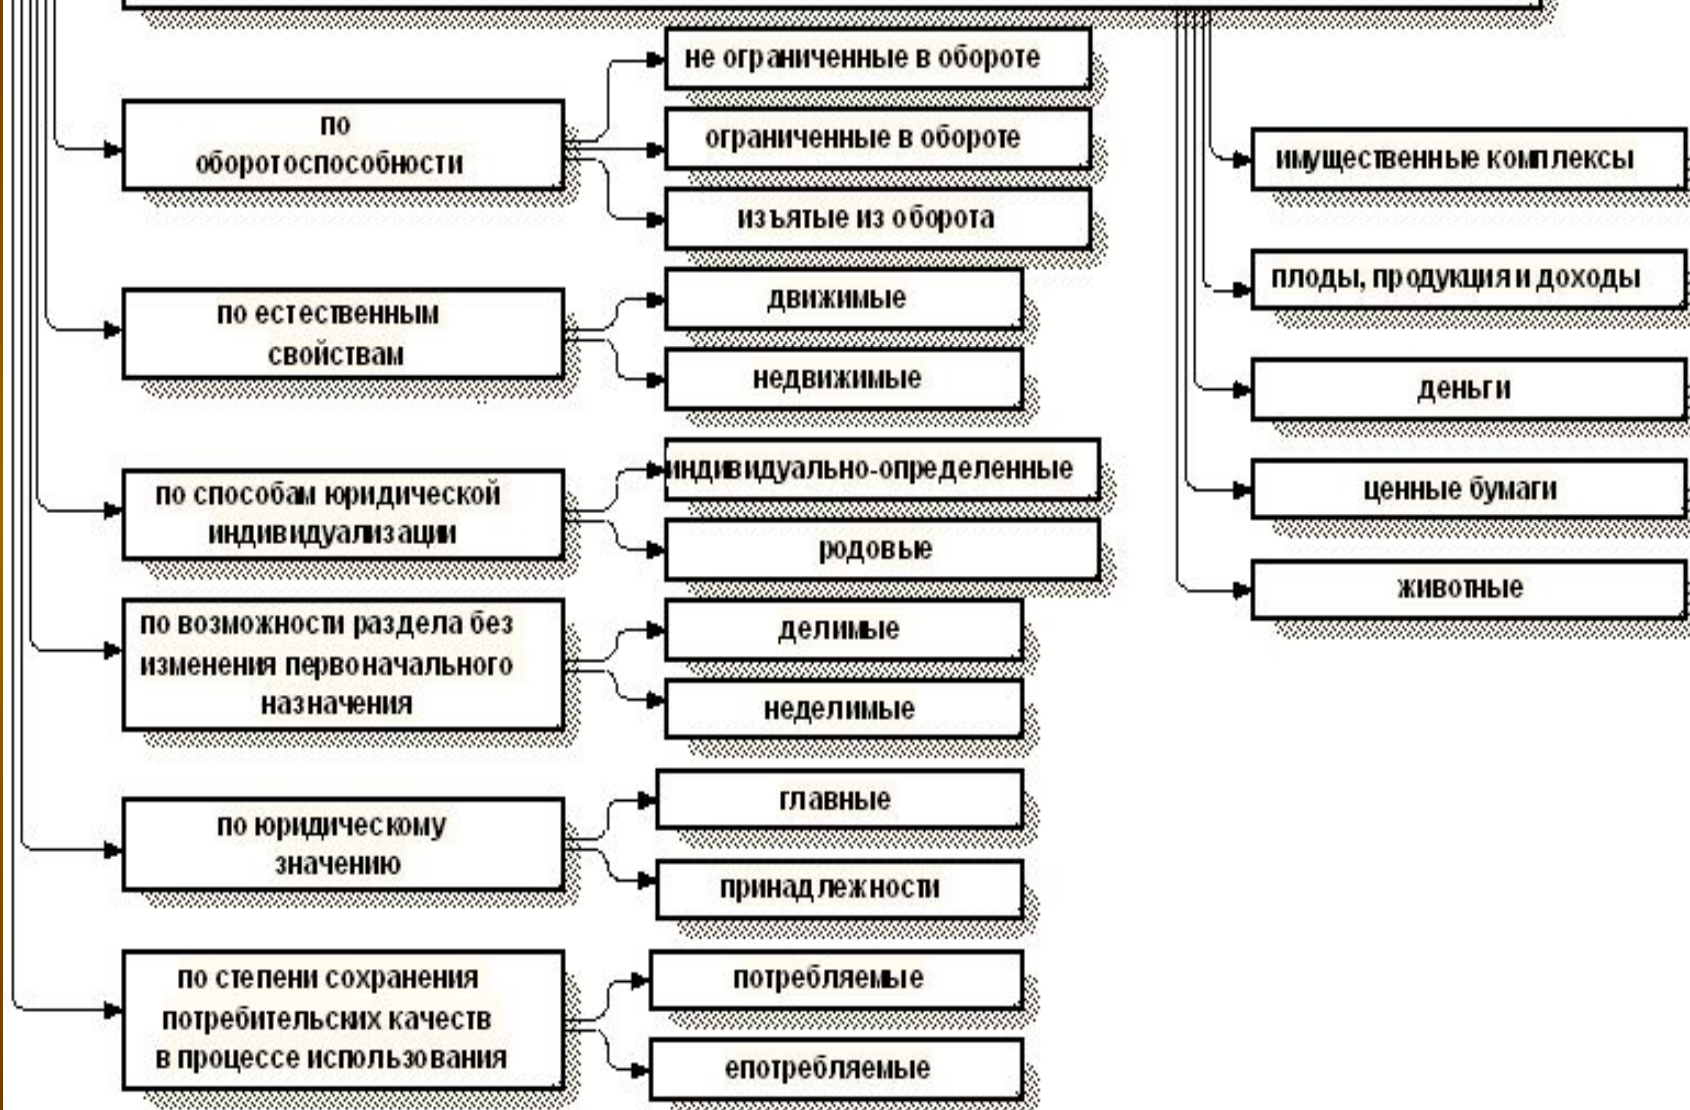 по
оборотоспособности
не ограниченные в обороте
ограниченные в обороте
изъятые из оборота
по естественным
свойствам
движимые
недвижимые
по способам юридической
индивидуализации
индивидуально-определенные
родовые
по возможности раздела без
изменения первоначального
назначения
делимые
неделимые
по юридическому
значению
главные
принадлежности
по степени сохранения
потребительских качеств
в процессе использования
потребляемые
епотребляемые
имущественные комплексы
плоды, продукция и доходы
деньги
ценные бумаги
животные